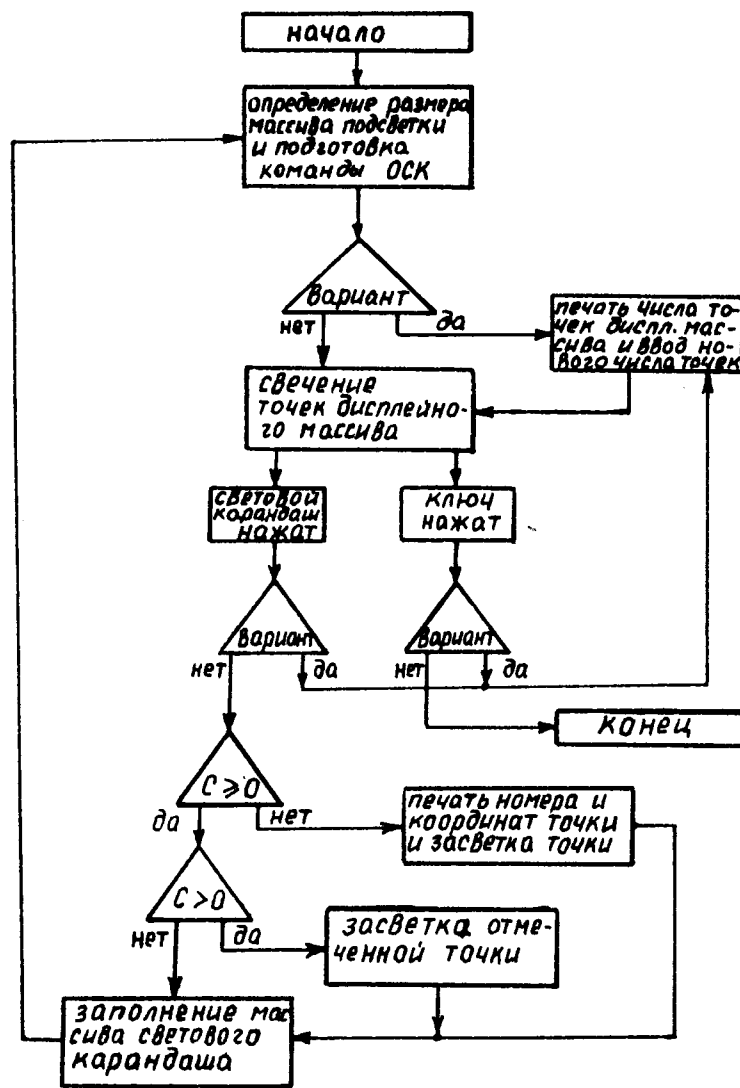 начало
определение размера
массива подсветки
и подготовка
команды ОСК
вариант
нет
да
печать числа то-
чек диспл. мас-
сива и ввод но-
вого числа точек
свечение
точек дисплейно-
го массива
световой
карандаш
нажат
ключ
нажат
вариант
нет
да
вариант
нет
да
конец
С ⩾ 0
да
нет
печать номера и
координат точки
и засветка точки
С > 0
нет
да
засветка отме-
ченной точки
заполнение мас
сива светового
карандаша